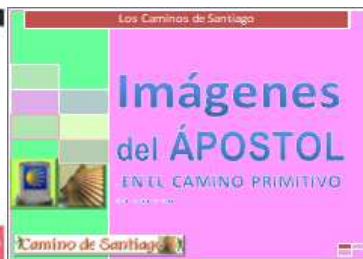 Los Caminos de Santiago
Imágenes
del ÁPOSTOL
EN EL CAMINO PRIMITIVO
Camino de Santiago